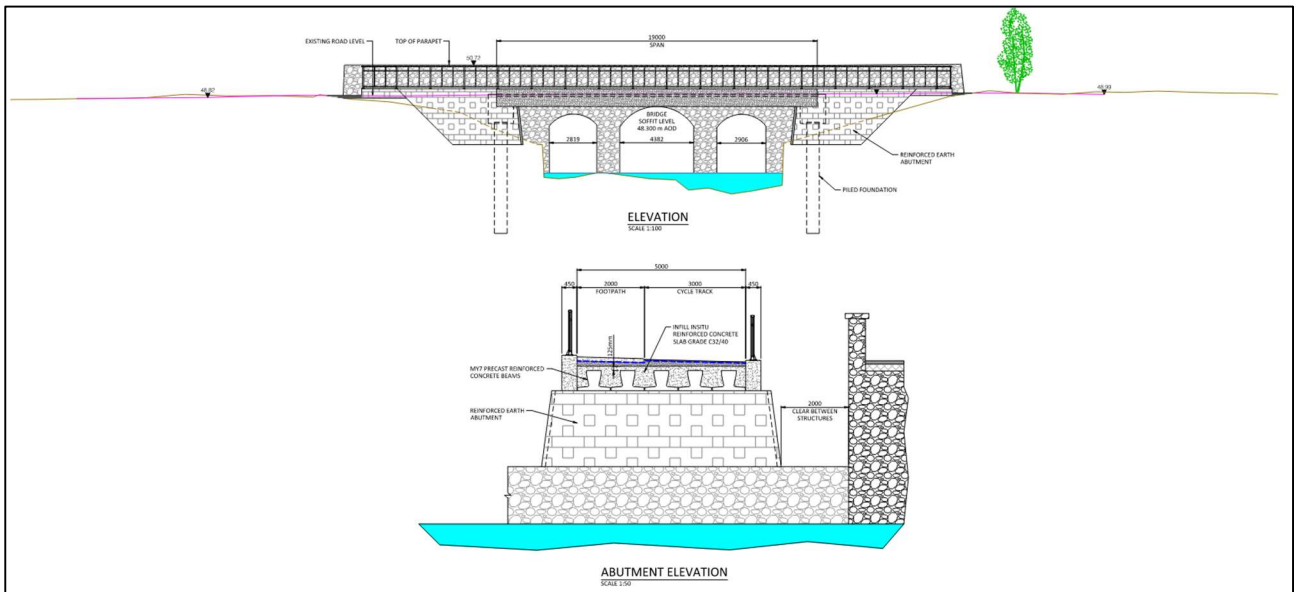 19000
SPAN
EXISTING ROAD LEVEL
TOP OF PARAPET
50.72
48.92
48.99
BRIDGE
SOFFIT LEVEL
48.300 m AOD
2819
4382
2906
REINFORCED EARTH
ABUTMENT
PILED FOUNDATION
ELEVATION
SCALE 1:100
5000
450
2000
FOOTPATH
3000
CYCLE TRACK
450
125mm
INFILL INSITU
REINFORCED CONCRETE
SLAB GRADE C32/40
MY7 PRECAST REINFORCED
CONCRETE BEAMS
REINFORCED EARTH
ABUTMENT
2000
CLEAR BETWEEN
STRUCTURES
ABUTMENT ELEVATION
SCALE 1:50